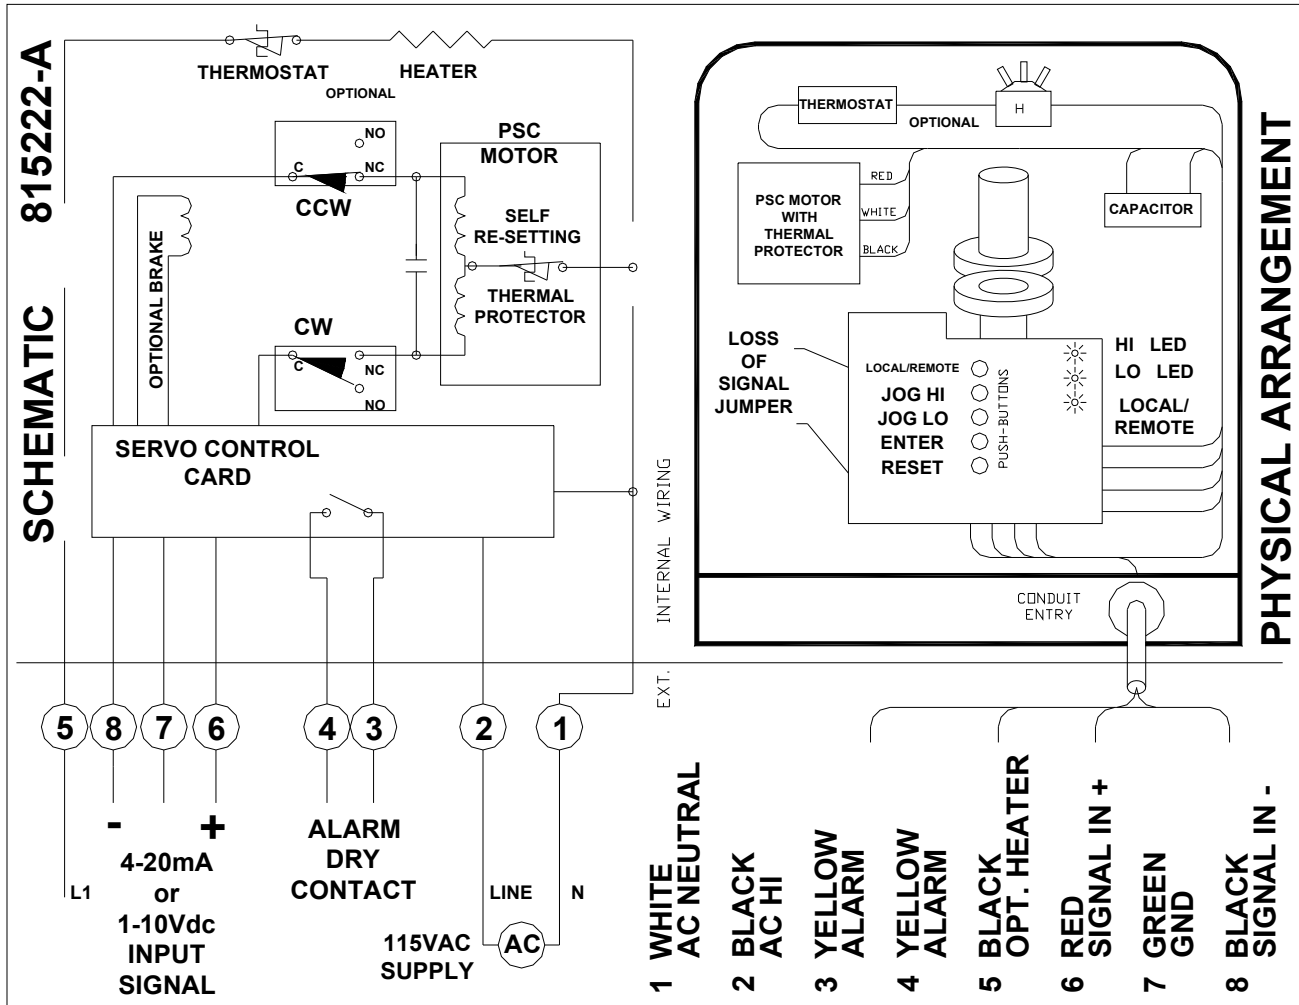 SCHEMATIC 815222-A
THERMOSTAT
HEATER
OPTIONAL
NO
C
NC
CCW
PSC
MOTOR
SELF
RE-SETTING
THERMAL
PROTECTOR
OPTIONAL BRAKE
CW
C
NC
NO
SERVO CONTROL
CARD
INTERNAL WIRING
EXT.
5
8
7
6
4
3
2
1
-
+
4-20mA
or
1-10Vdc
INPUT
SIGNAL
L1
ALARM
DRY
CONTACT
LINE
N
115VAC
SUPPLY
AC
PHYSICAL ARRANGEMENT
THERMOSTAT
OPTIONAL
H
PSC MOTOR
WITH
THERMAL
PROTECTOR
RED
WHITE
BLACK
CAPACITOR
LOSS
OF
SIGNAL
JUMPER
LOCAL/REMOTE
JOG HI
JOG LO
ENTER
RESET
PUSH-BUTTONS
HI LED
LO LED
LOCAL/
REMOTE
CONDUIT
ENTRY
1 WHITE
AC NEUTRAL
2 BLACK
AC HI
3 YELLOW
ALARM
4 YELLOW
ALARM
5 BLACK
OPT. HEATER
6 RED
SIGNAL IN +
7 GREEN
GND
8 BLACK
SIGNAL IN -